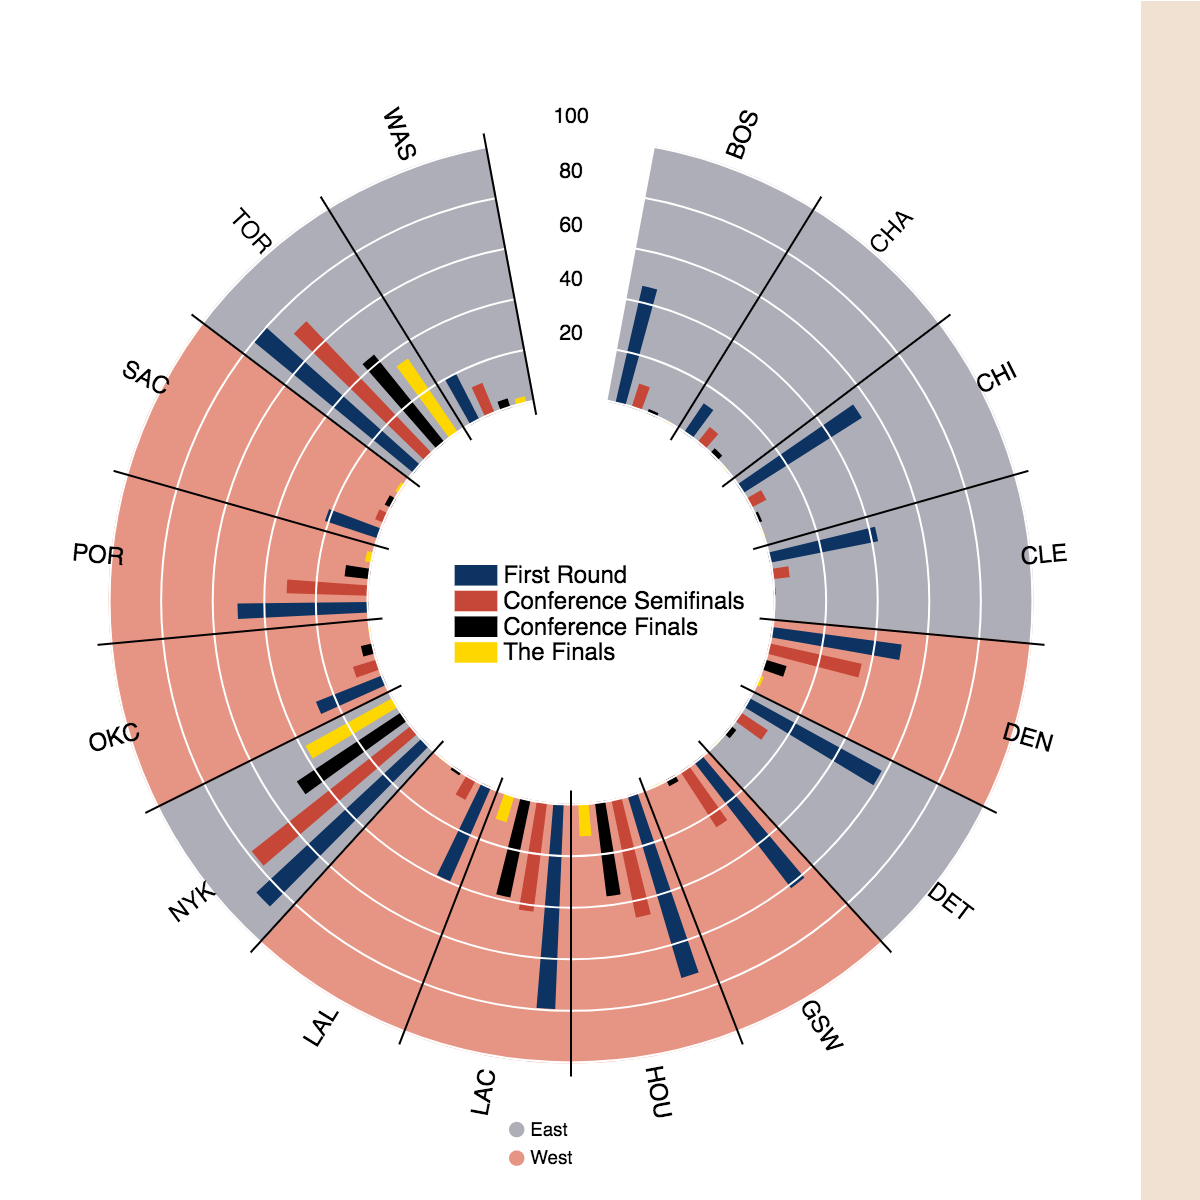 100
80
60
40
20
BOS
CHA
CHI
CLE
DEN
DET
GSW
HOU
LAC
LAL
NYK
OKC
POR
SAC
TOR
WAS
First Round
Conference Semifinals
Conference Finals
The Finals
East
West